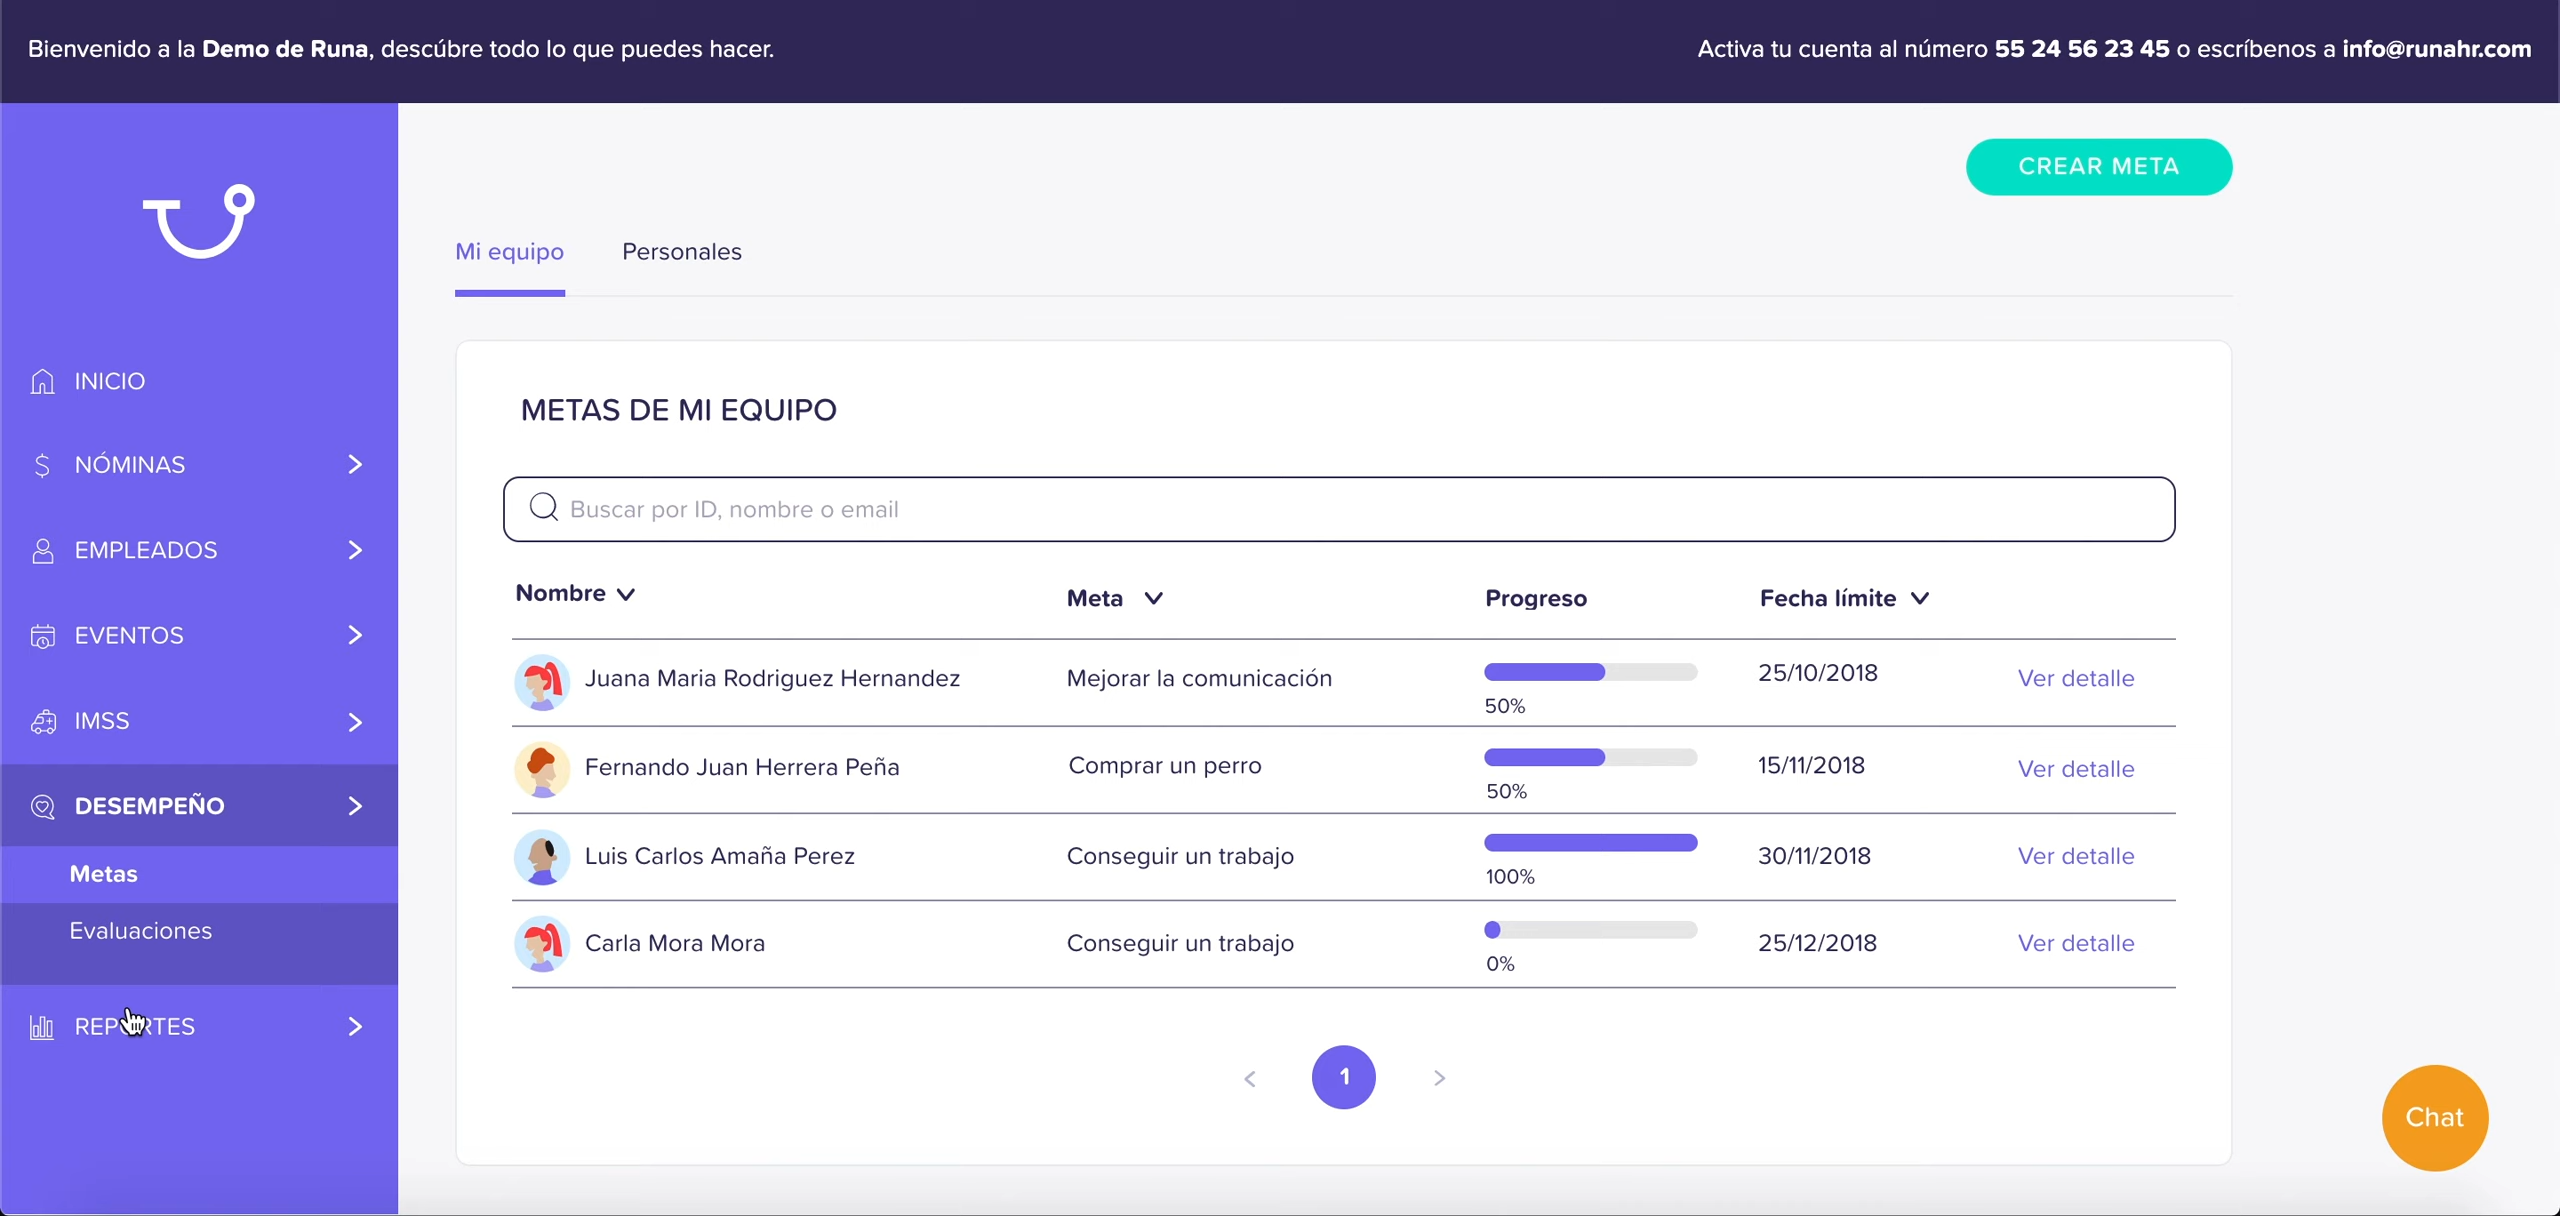 Bienvenido a la Demo de Runa, descúbre todo lo que puedes hacer.
Activa tu cuenta al número 55 24 56 23 45 o escríbenos a info@runahr.com
CREAR META
Mi equipo
Personales
INICIO
NÓMINAS
EMPLEADOS
EVENTOS
IMSS
DESEMPEÑO
Metas
Evaluaciones
REPORTES
METAS DE MI EQUIPO
Buscar por ID, nombre o email
Nombre Meta Progreso Fecha límite
Juana Maria Rodriguez Hernandez Mejorar la comunicación 50% 25/10/2018 Ver detalle
Fernando Juan Herrera Peña Comprar un perro 50% 15/11/2018 Ver detalle
Luis Carlos Amaña Perez Conseguir un trabajo 100% 30/11/2018 Ver detalle
Carla Mora Mora Conseguir un trabajo 0% 25/12/2018 Ver detalle
< 1 >
Chat